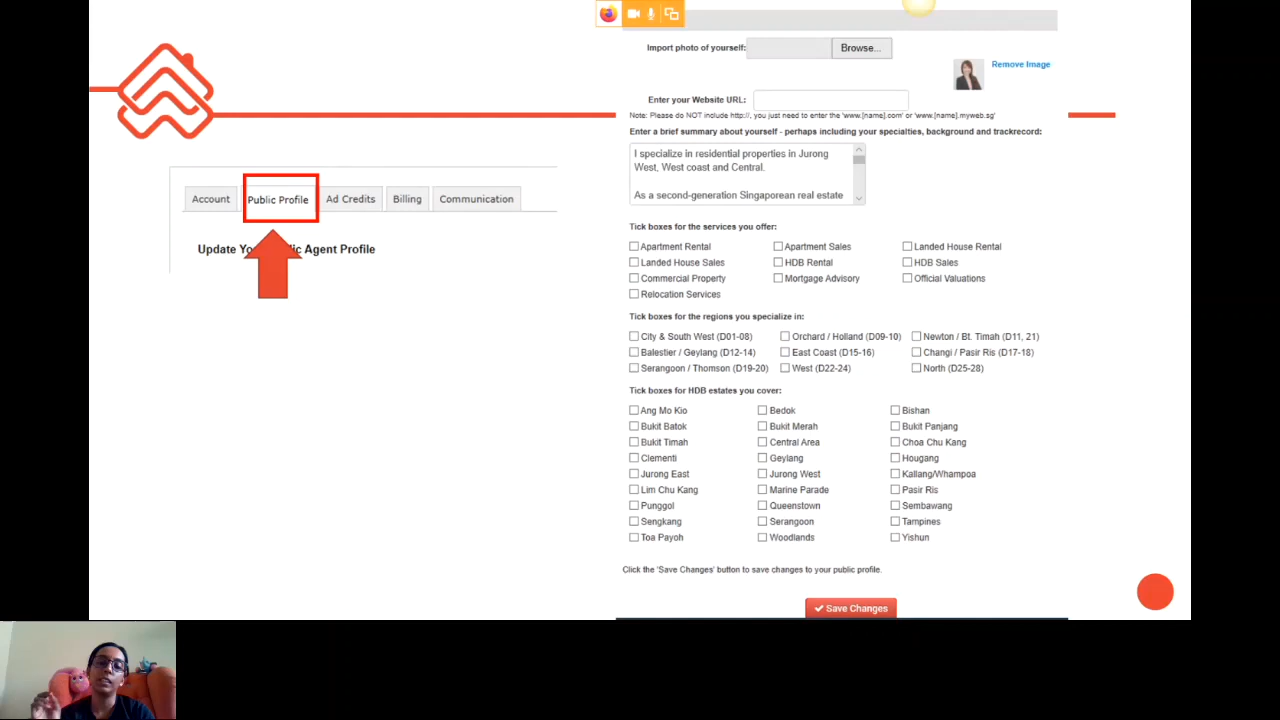 Account Public Profile Ad Credits Billing Communication
Update Yo ic Agent Profile
Import photo of yourself: Browse...
Remove Image
Enter your Website URL:
Note: Please do NOT include http://, you just need to enter the 'www.[name].com' or 'www.[name].myweb.sg'
Enter a brief summary about yourself - perhaps including your specialties, background and trackrecord:
I specialize in residential properties in Jurong
West, West coast and Central.
As a second-generation Singaporean real estate
Tick boxes for the services you offer:
Apartment Rental Apartment Sales Landed House Rental
Landed House Sales HDB Rental HDB Sales
Commercial Property Mortgage Advisory Official Valuations
Relocation Services
Tick boxes for the regions you specialize in:
City & South West (D01-08) Orchard / Holland (D09-10) Newton / Bt. Timah (D11, 21)
Balestier / Geylang (D12-14) East Coast (D15-16) Changi / Pasir Ris (D17-18)
Serangoon / Thomson (D19-20) West (D22-24) North (D25-28)
Tick boxes for HDB estates you cover:
Ang Mo Kio Bedok Bishan
Bukit Batok Bukit Merah Bukit Panjang
Bukit Timah Central Area Choa Chu Kang
Clementi Geylang Hougang
Jurong East Jurong West Kallang/Whampoa
Lim Chu Kang Marine Parade Pasir Ris
Punggol Queenstown Sembawang
Sengkang Serangoon Tampines
Toa Payoh Woodlands Yishun
Click the 'Save Changes' button to save changes to your public profile.
Save Changes